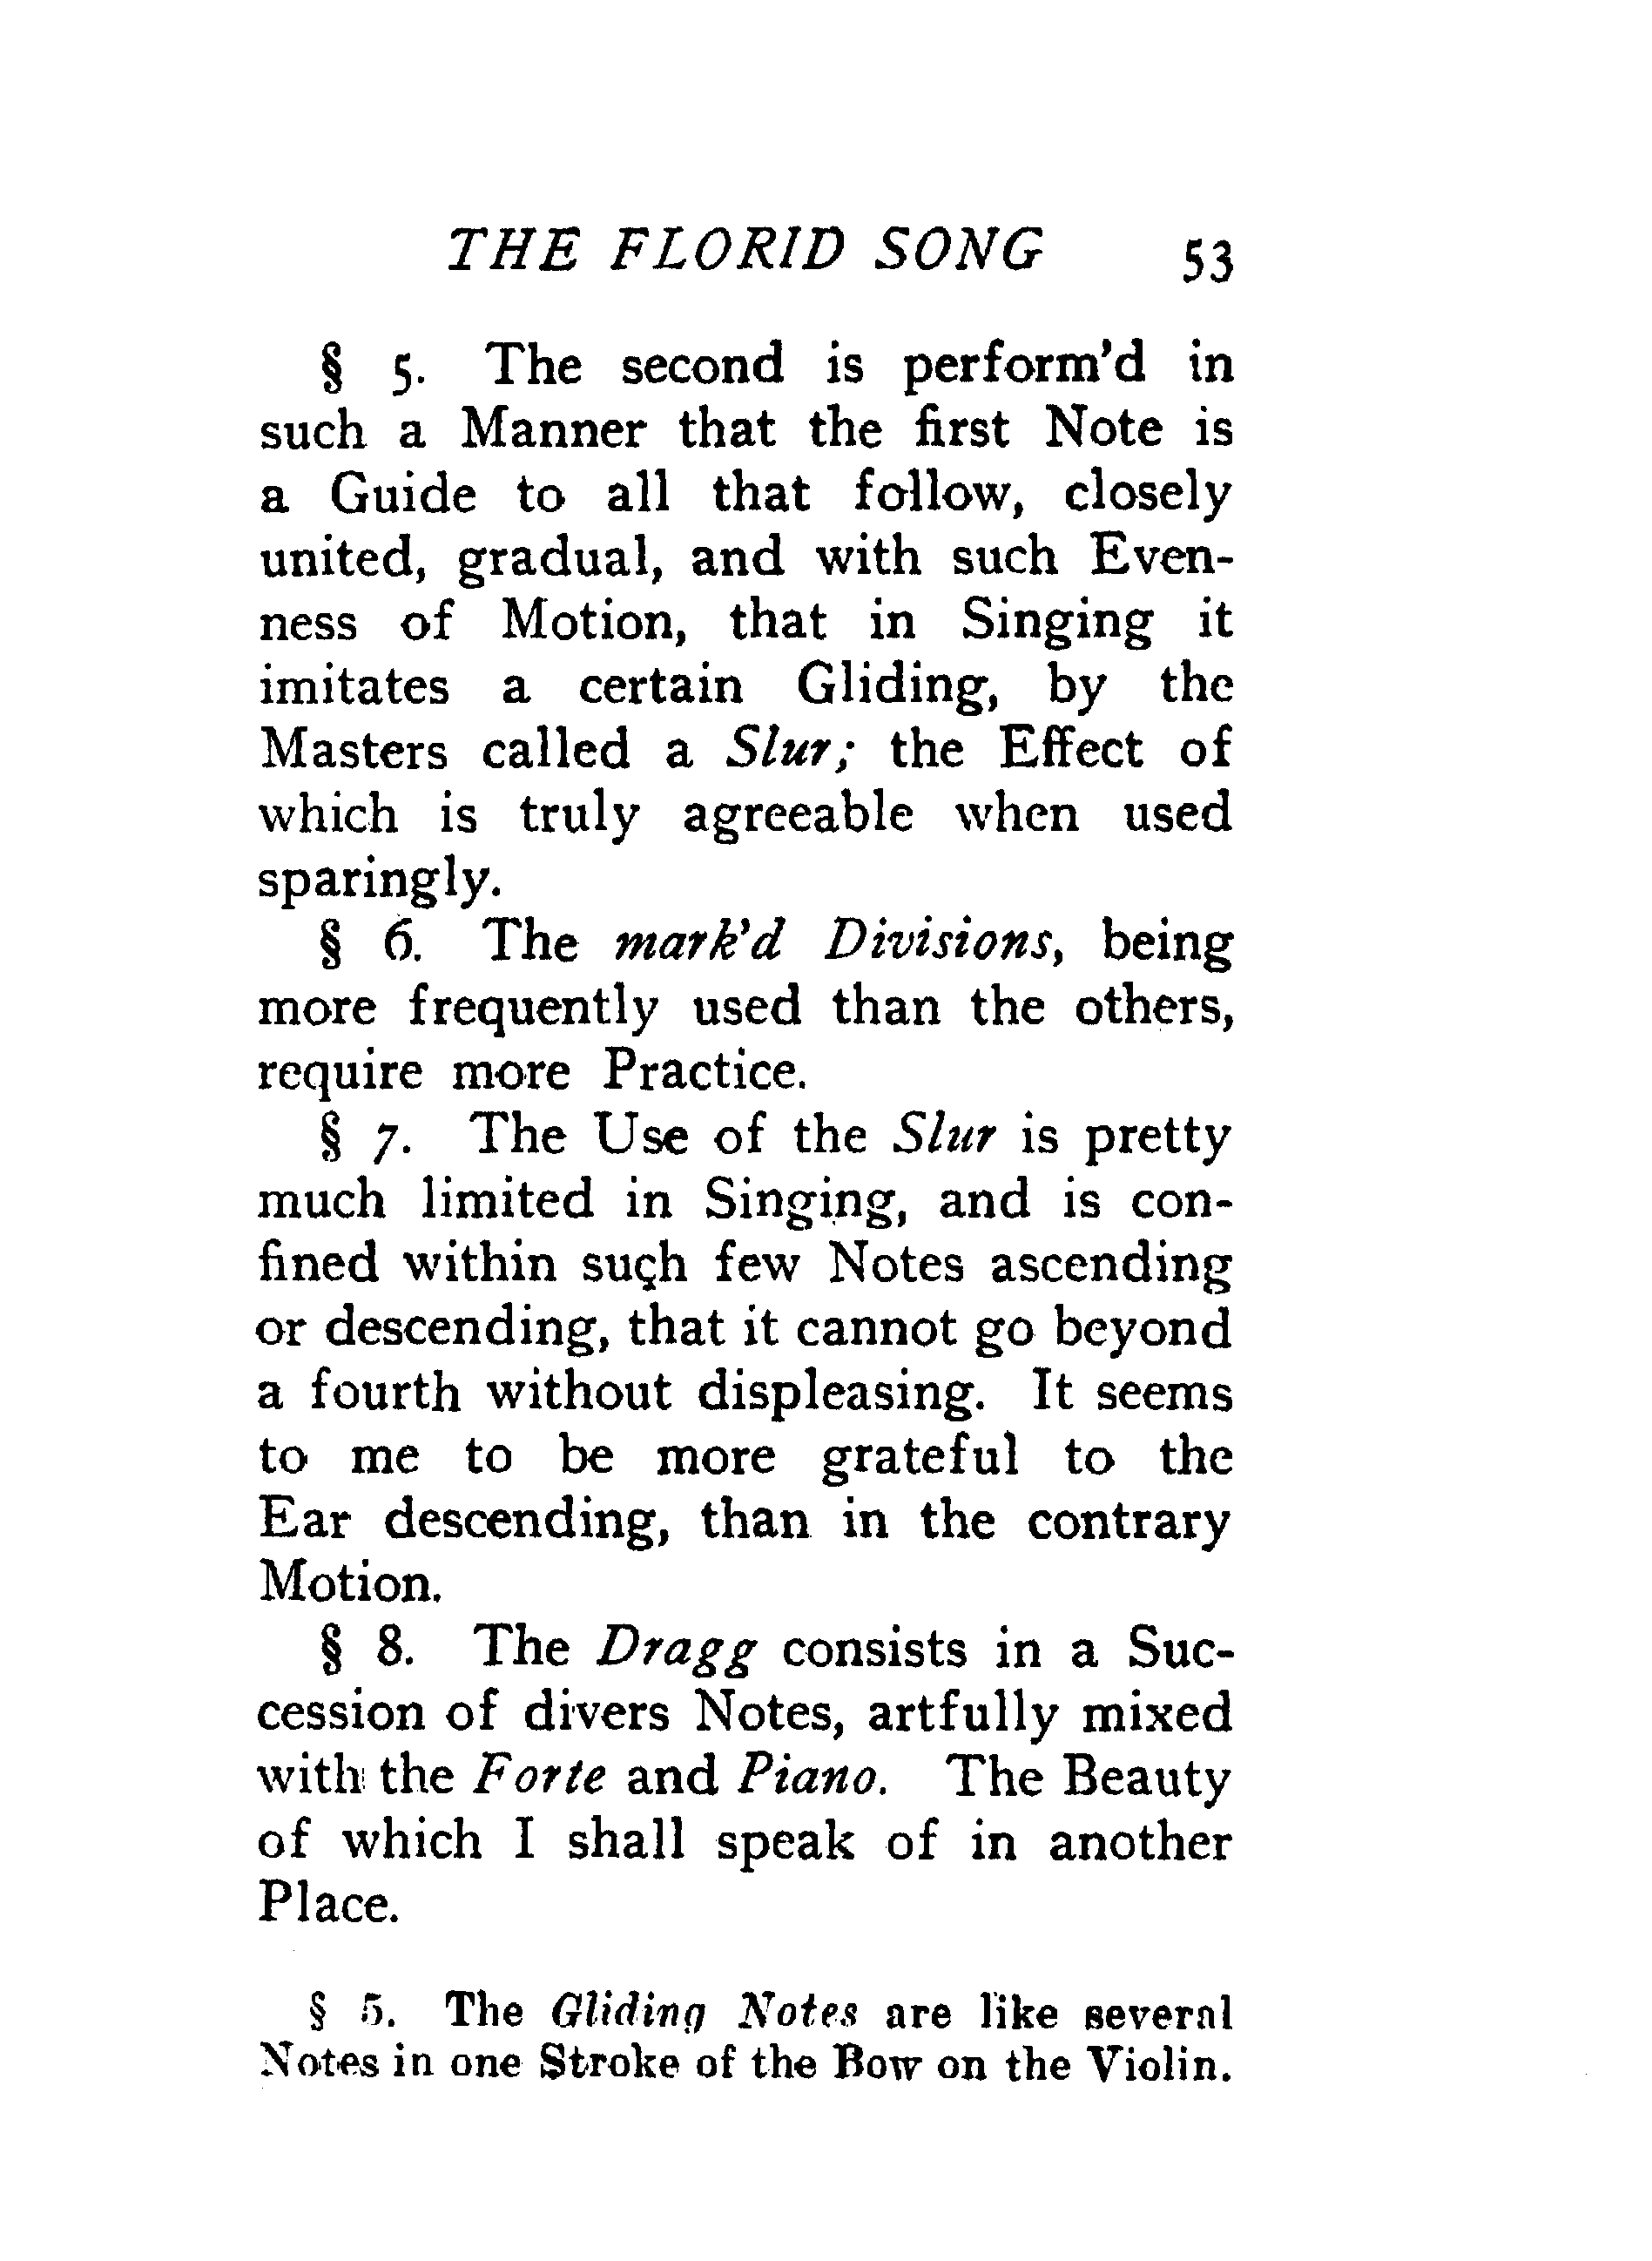 THE FLORID SONG 53
§ 5. The second is perform'd in
such a Manner that the first Note is
a Guide to all that follow, closely
united, gradual, and with such Even-
ness of Motion, that in Singing it
imitates a certain Gliding, by the
Masters called a Slur; the Effect of
which is truly agreeable when used
sparingly.
§ 6. The mark'd Divisions, being
more frequently used than the others,
require more Practice.
§ 7. The Use of the Slur is pretty
much limited in Singing, and is con-
fined within such few Notes ascending
or descending, that it cannot go beyond
a fourth without displeasing. It seems
to me to be more grateful to the
Ear descending, than in the contrary
Motion.
§ 8. The Dragg consists in a Suc-
cession of divers Notes, artfully mixed
with the Forte and Piano. The Beauty
of which I shall speak of in another
Place.
§ 5. The Gliding Notes are like several
Notes in one Stroke of the Bow on the Violin.